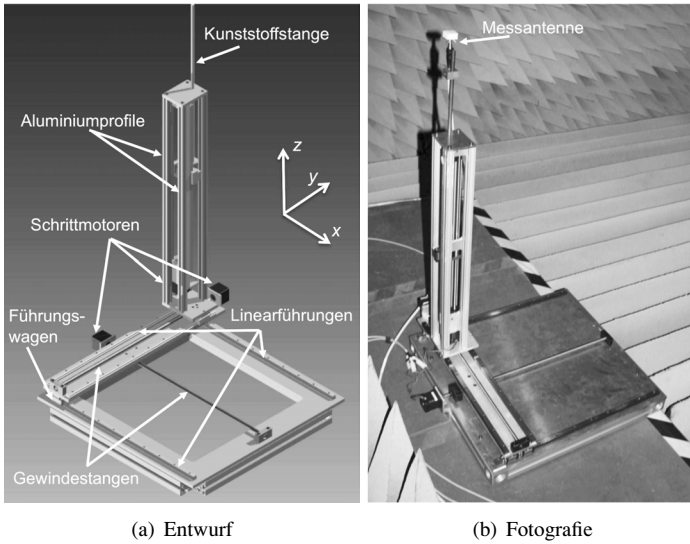 Kunststoffstange
Aluminiumprofile
z
y
x
Schrittmotoren
Führungs-
wagen
Linearführungen
Gewindestangen
(a) Entwurf
Messantenne
(b) Fotografie